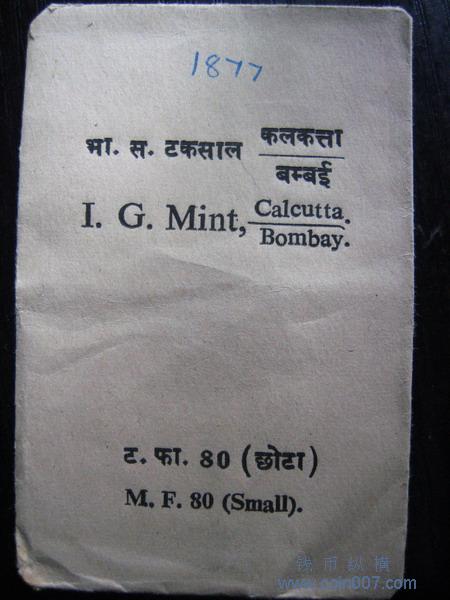 1877
भा. स. टकसाल कलकत्ता
बम्बई
I. G. Mint, Calcutta.
Bombay.
ट. फा. 80 (छोटा)
M. F. 80 (Small).
钱币纵横
www.coin007.com